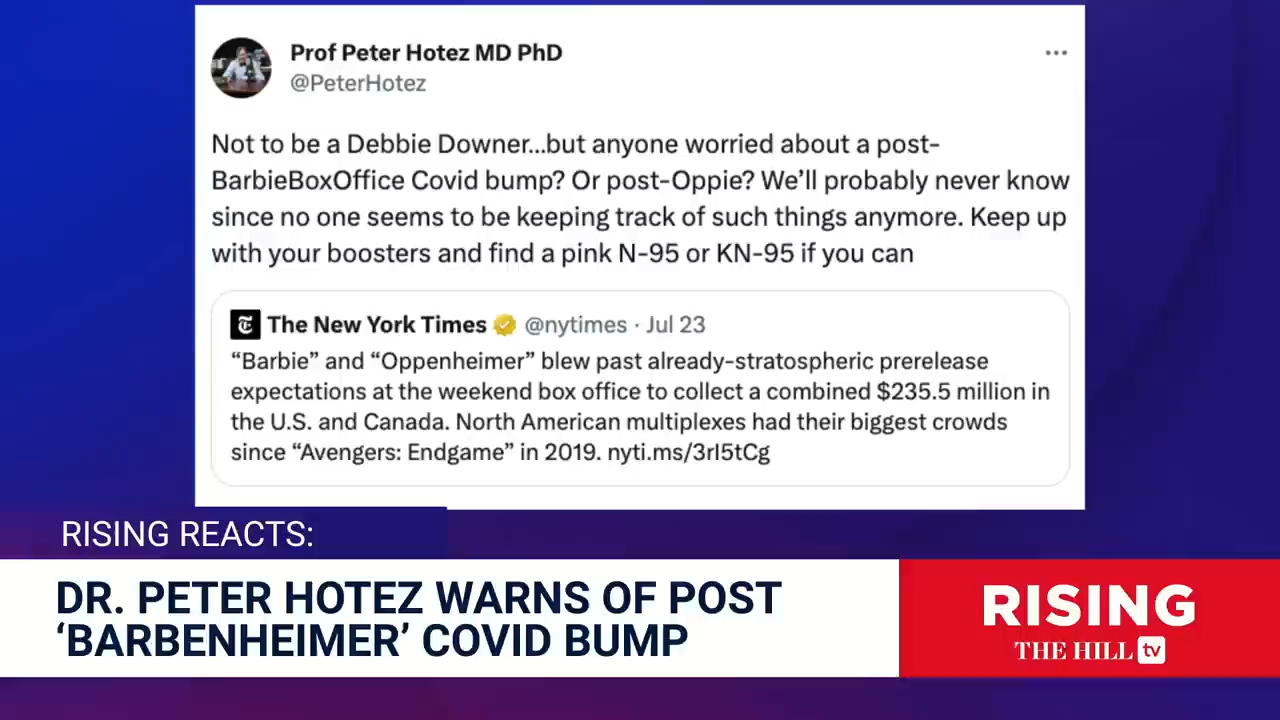 Prof Peter Hotez MD PhD
@PeterHotez
Not to be a Debbie Downer...but anyone worried about a post-
BarbieBoxOffice Covid bump? Or post-Oppie? We’ll probably never know
since no one seems to be keeping track of such things anymore. Keep up
with your boosters and find a pink N-95 or KN-95 if you can
The New York Times @nytimes · Jul 23
“Barbie” and “Oppenheimer” blew past already-stratospheric prerelease
expectations at the weekend box office to collect a combined $235.5 million in
the U.S. and Canada. North American multiplexes had their biggest crowds
since “Avengers: Endgame” in 2019. nyti.ms/3rI5tCg
RISING REACTS:
DR. PETER HOTEZ WARNS OF POST
‘BARBENHEIMER’ COVID BUMP
RISING
THE HILL tv